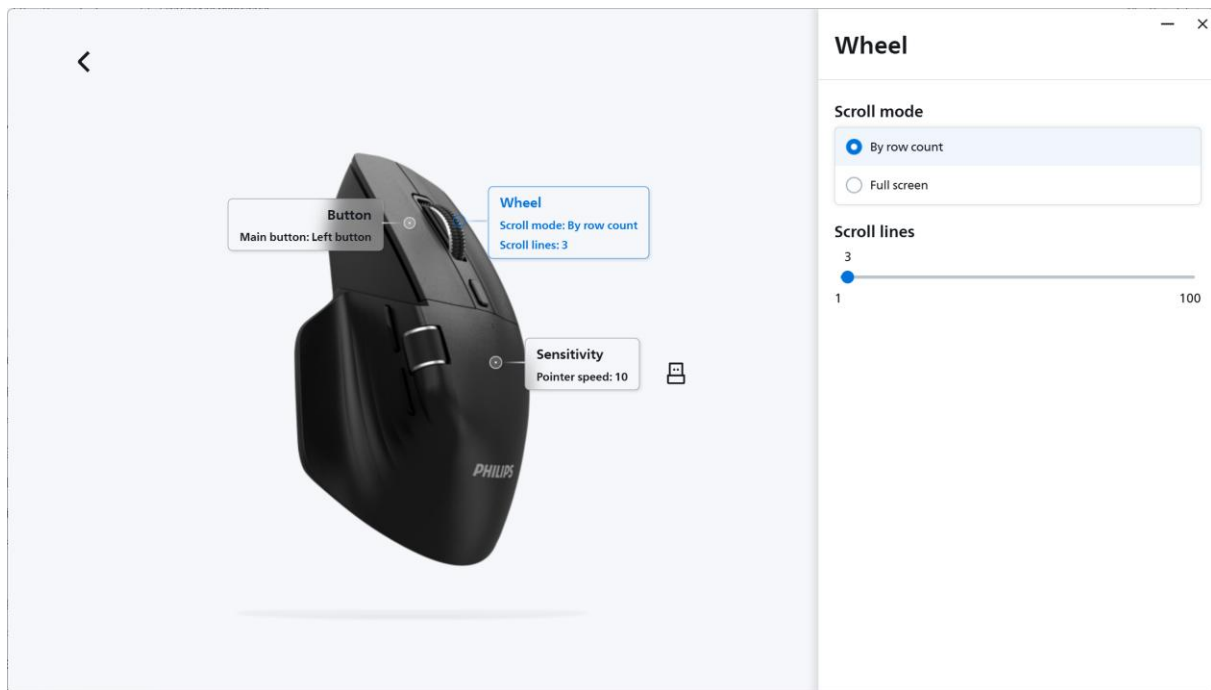 Wheel
Scroll mode
By row count
Full screen
Scroll lines
3
1
100
Button
Main button: Left button
Wheel
Scroll mode: By row count
Scroll lines: 3
Sensitivity
Pointer speed: 10
PHILIPS